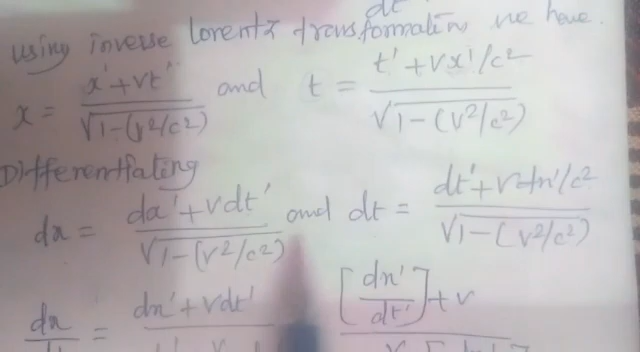 dt
Using inverse Lorentz transformation we have.
x = x' + vt' / √1-(v²/c²) and t = t' + vx'/c² / √1-(v²/c²)
Differentiating
dx = dx' + vdt' / √1-(v²/c²) and dt = dt' + vdx'/c² / √1-(v²/c²)
dx = dx' + vdt' [dx'/dt'] + v